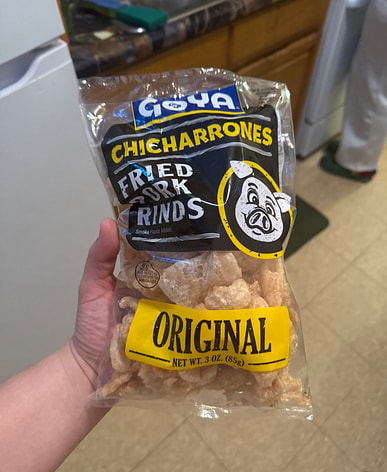 GOYA
CHICHARRONES
FRIED
PORK
RINDS
ORIGINAL
NET WT. 3 OZ. (85g)